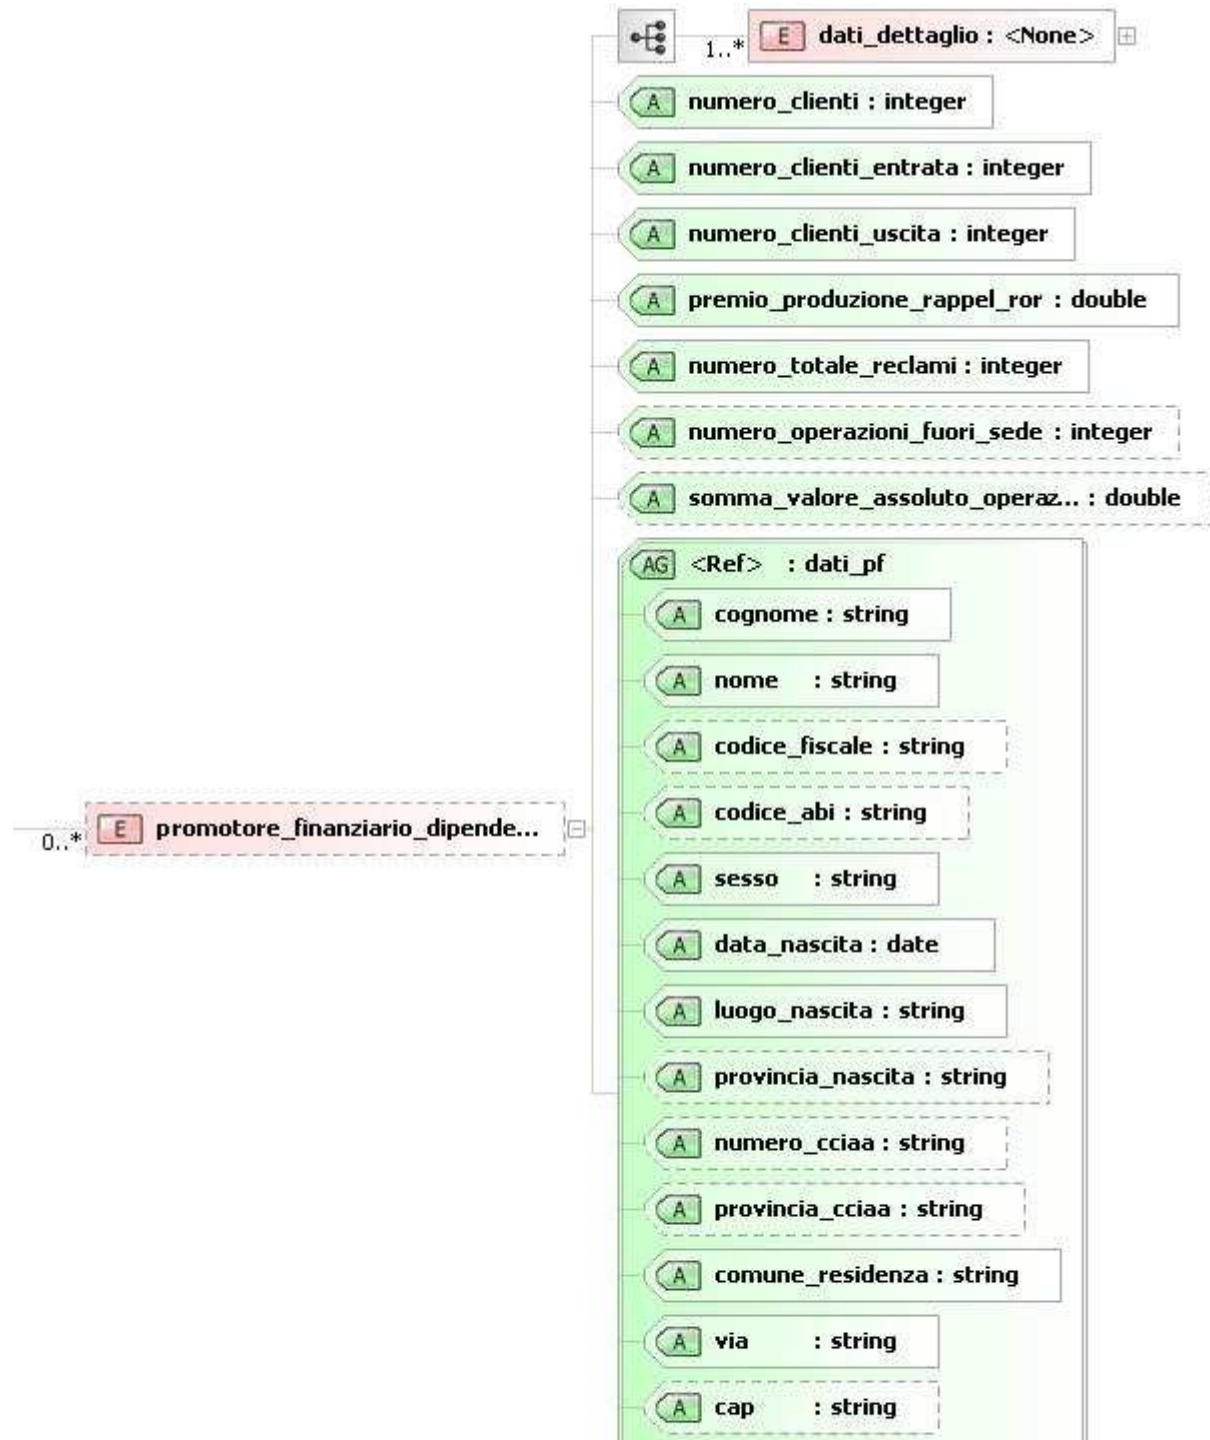 E dati_dettaglio : <None>
1..*
A numero_clienti : integer
A numero_clienti_entrata : integer
A numero_clienti_uscita : integer
A premio_produzione_rappel_ror : double
A numero_totale_reclami : integer
A numero_operazioni_fuori_sede : integer
A somma_valore_assoluto_operaz... : double
AG <Ref> : dati_pf
A cognome : string
A nome : string
A codice_fiscale : string
A codice_abi : string
0..* E promotore_finanziario_dipende...
A sesso : string
A data_nascita : date
A luogo_nascita : string
A provincia_nascita : string
A numero_cciaa : string
A provincia_cciaa : string
A comune_residenza : string
A via : string
A cap : string